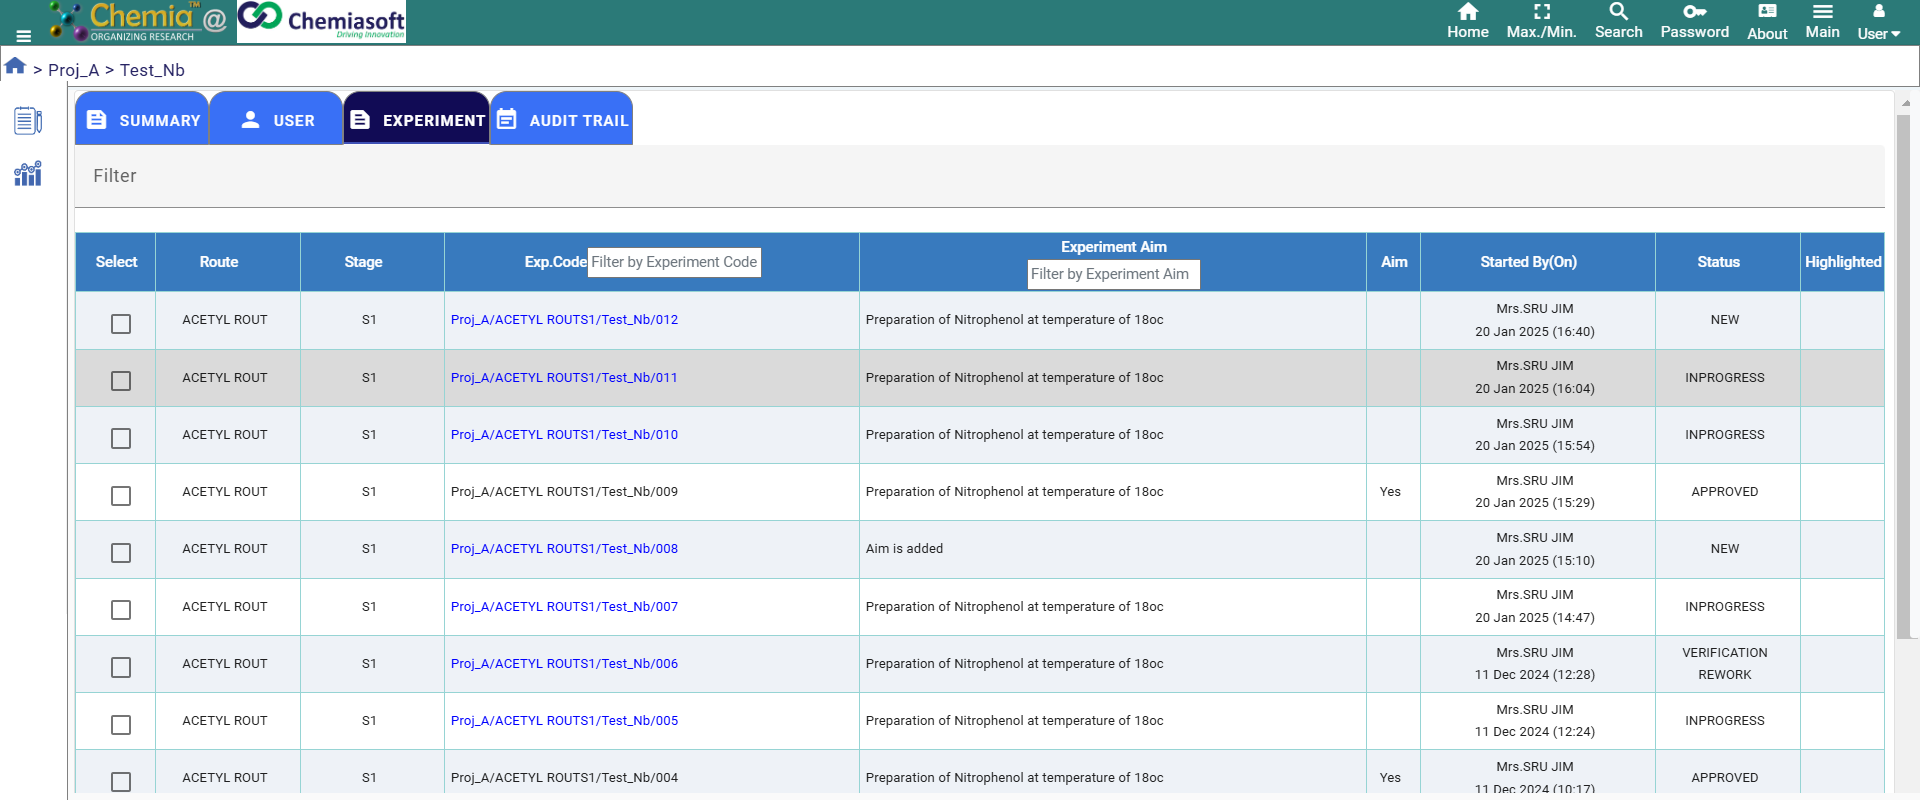 Chemia™ @ Chemiasoft
ORGANIZING RESEARCH Driving Innovation
Home Max./Min. Search Password About Main User
> Proj_A > Test_Nb
SUMMARY USER EXPERIMENT AUDIT TRAIL
Filter
Select Route Stage Exp.Code Filter by Experiment Code Experiment Aim Filter by Experiment Aim Aim Started By(On) Status Highlighted
ACETYL ROUT S1 Proj_A/ACETYL ROUTS1/Test_Nb/012 Preparation of Nitrophenol at temperature of 18oc Mrs.SRU JIM 20 Jan 2025 (16:40) NEW
ACETYL ROUT S1 Proj_A/ACETYL ROUTS1/Test_Nb/011 Preparation of Nitrophenol at temperature of 18oc Mrs.SRU JIM 20 Jan 2025 (16:04) INPROGRESS
ACETYL ROUT S1 Proj_A/ACETYL ROUTS1/Test_Nb/010 Preparation of Nitrophenol at temperature of 18oc Mrs.SRU JIM 20 Jan 2025 (15:54) INPROGRESS
ACETYL ROUT S1 Proj_A/ACETYL ROUTS1/Test_Nb/009 Preparation of Nitrophenol at temperature of 18oc Yes Mrs.SRU JIM 20 Jan 2025 (15:29) APPROVED
ACETYL ROUT S1 Proj_A/ACETYL ROUTS1/Test_Nb/008 Aim is added Mrs.SRU JIM 20 Jan 2025 (15:10) NEW
ACETYL ROUT S1 Proj_A/ACETYL ROUTS1/Test_Nb/007 Preparation of Nitrophenol at temperature of 18oc Mrs.SRU JIM 20 Jan 2025 (14:47) INPROGRESS
ACETYL ROUT S1 Proj_A/ACETYL ROUTS1/Test_Nb/006 Preparation of Nitrophenol at temperature of 18oc Mrs.SRU JIM 11 Dec 2024 (12:28) VERIFICATION REWORK
ACETYL ROUT S1 Proj_A/ACETYL ROUTS1/Test_Nb/005 Preparation of Nitrophenol at temperature of 18oc Mrs.SRU JIM 11 Dec 2024 (12:24) INPROGRESS
ACETYL ROUT S1 Proj_A/ACETYL ROUTS1/Test_Nb/004 Preparation of Nitrophenol at temperature of 18oc Yes Mrs.SRU JIM 11 Dec 2024 (10:17) APPROVED